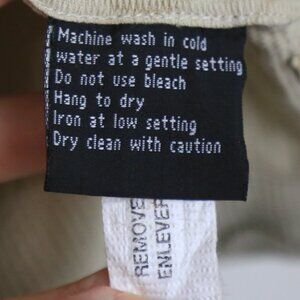 Machine wash in cold
water at a gentle setting
Do not use bleach
Hang to dry
Iron at low setting
Dry clean with caution
REMOVE
ENLEVER